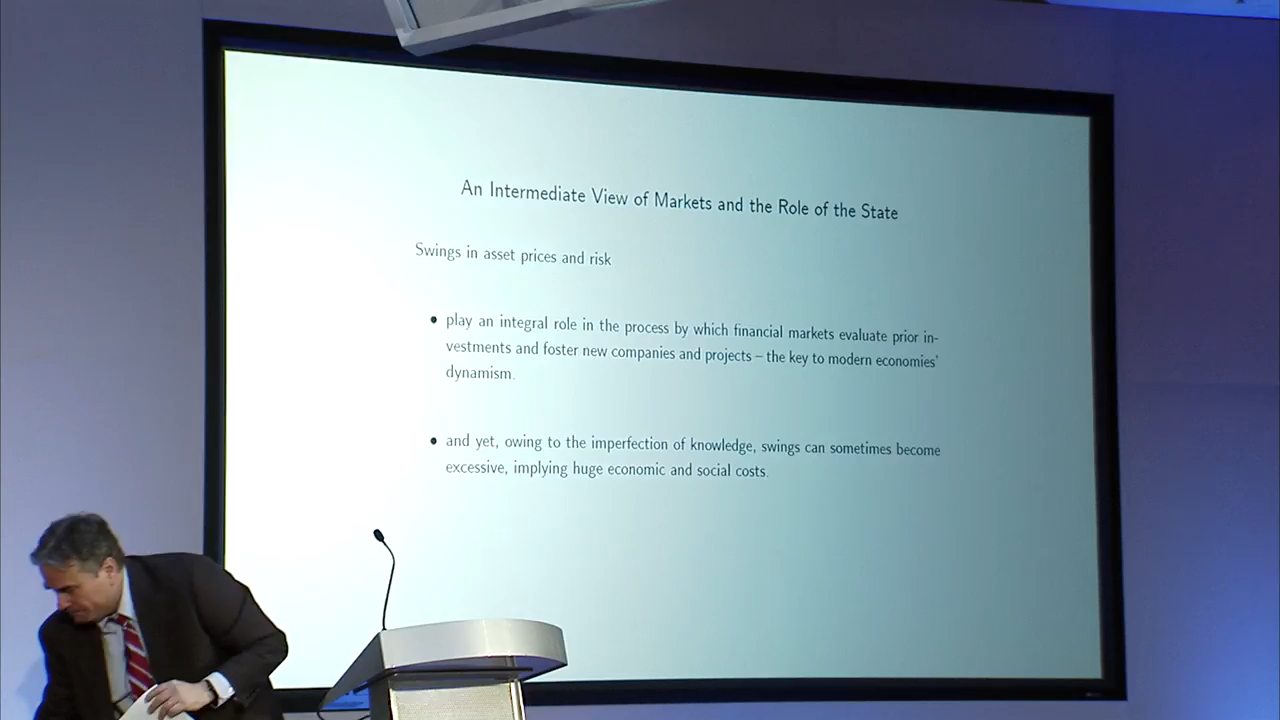 An Intermediate View of Markets and the Role of the State
Swings in asset prices and risk
• play an integral role in the process by which financial markets evaluate prior in-
vestments and foster new companies and projects – the key to modern economies'
dynamism.
• and yet, owing to the imperfection of knowledge, swings can sometimes become
excessive, implying huge economic and social costs.